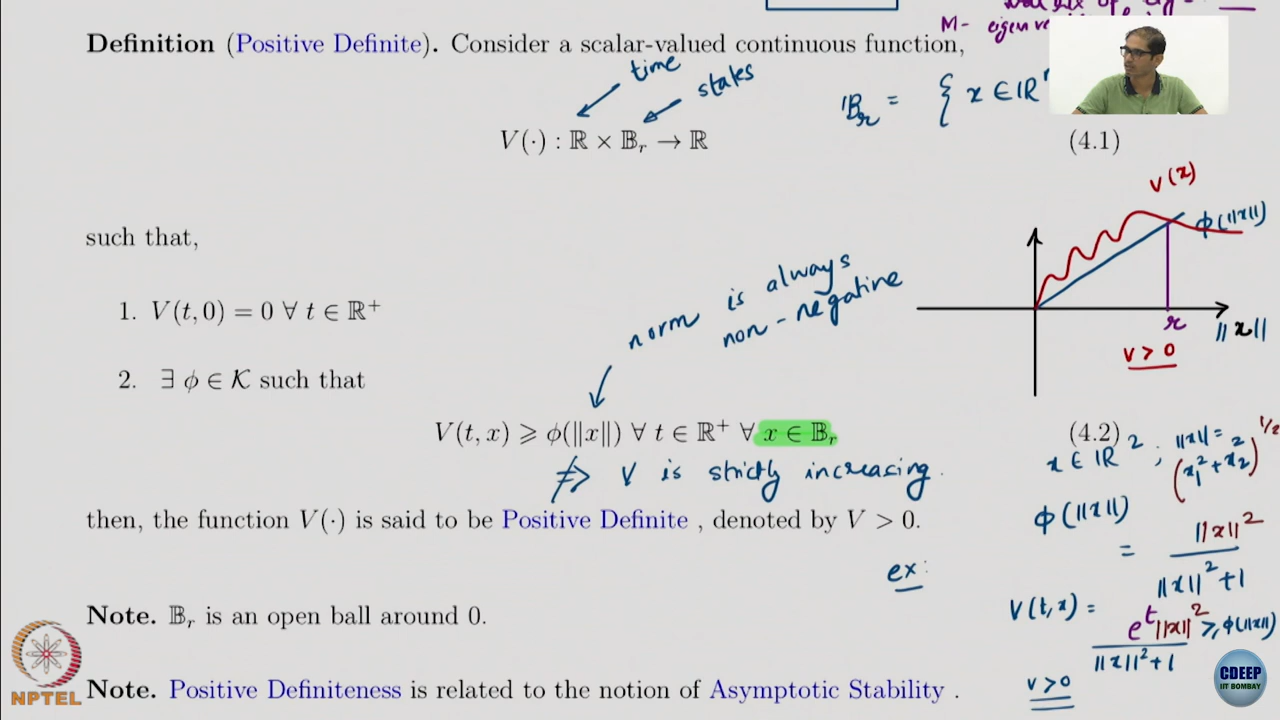 M- eigenve
Definition (Positive Definite). Consider a scalar-valued continuous function,
time
states
𝔹r = { x ∈ ℝ
V(·) : ℝ × 𝔹r → ℝ
(4.1)
V(x)
ϕ(||x||)
such that,
norm is always
non-negative
1. V(t, 0) = 0 ∀ t ∈ ℝ⁺
r
||x||
V > 0
2. ∃ ϕ ∈ 𝒦 such that
V(t, x) ⩾ ϕ(||x||) ∀ t ∈ ℝ⁺ ∀ x ∈ 𝔹r
(4.2)
x ∈ ℝ² ; ||x|| = (x₁² + x₂²)^1/2
⇏ V is strictly increasing.
ϕ(||x||) = ||x||² / ||x||² + 1
then, the function V(·) is said to be Positive Definite , denoted by V > 0.
ex:
V(t, x) = e^t ||x||² / ||x||² + 1 ⩾ ϕ(||x||)
Note. 𝔹r is an open ball around 0.
V > 0
Note. Positive Definiteness is related to the notion of Asymptotic Stability .
NPTEL
CDEEP
IIT BOMBAY